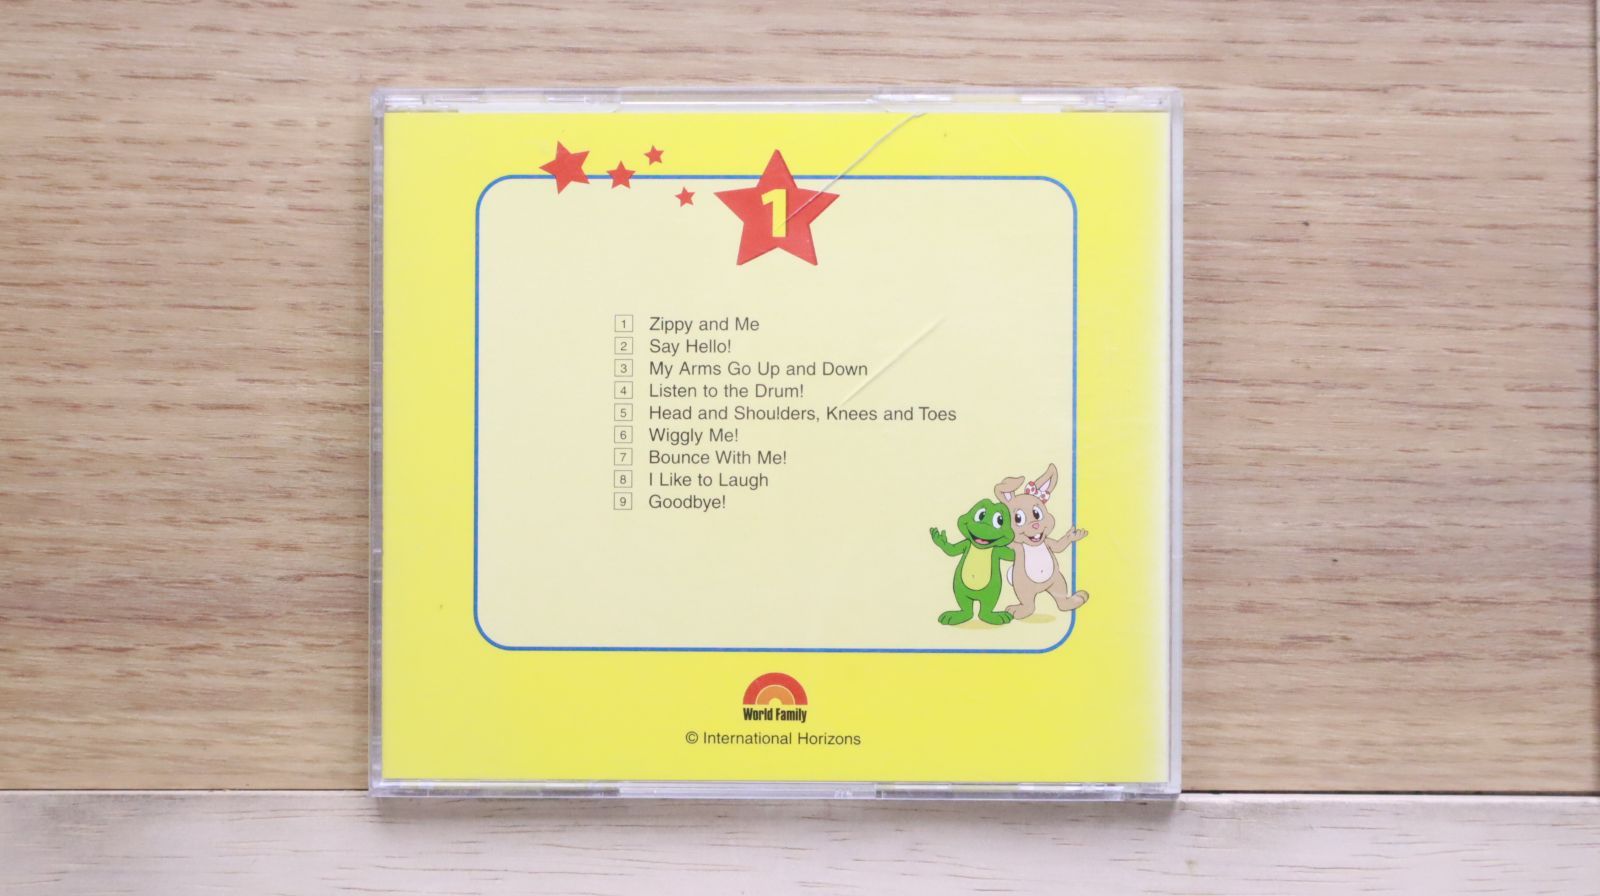 1
1 Zippy and Me
2 Say Hello!
3 My Arms Go Up and Down
4 Listen to the Drum!
5 Head and Shoulders, Knees and Toes
6 Wiggly Me!
7 Bounce With Me!
8 I Like to Laugh
9 Goodbye!
World Family
© International Horizons